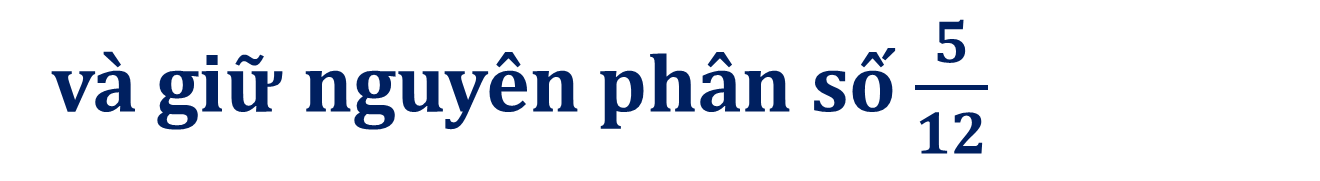 và giữ nguyên phân số 5/12